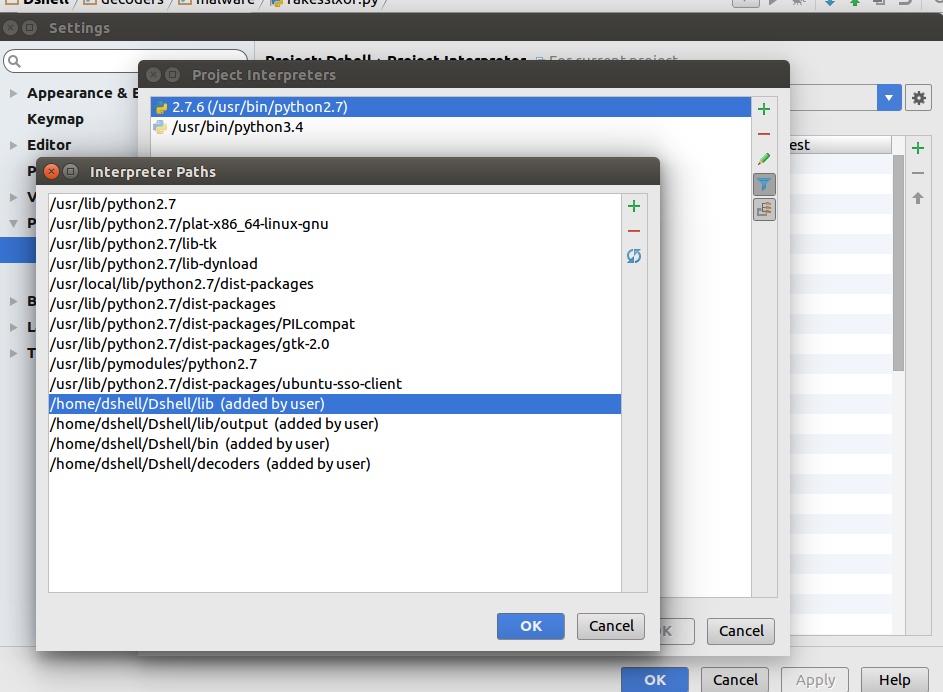 Dshell decoders malware rakessixor.py
Settings
Project: Dshell › Project Interpreter For current project
Project Interpreters
Appearance &
2.7.6 (/usr/bin/python2.7)
Keymap
/usr/bin/python3.4
Editor
est
Interpreter Paths
/usr/lib/python2.7
/usr/lib/python2.7/plat-x86_64-linux-gnu
/usr/lib/python2.7/lib-tk
/usr/lib/python2.7/lib-dynload
/usr/local/lib/python2.7/dist-packages
/usr/lib/python2.7/dist-packages
/usr/lib/python2.7/dist-packages/PILcompat
/usr/lib/python2.7/dist-packages/gtk-2.0
/usr/lib/pymodules/python2.7
/usr/lib/python2.7/dist-packages/ubuntu-sso-client
/home/dshell/Dshell/lib (added by user)
/home/dshell/Dshell/lib/output (added by user)
/home/dshell/Dshell/bin (added by user)
/home/dshell/Dshell/decoders (added by user)
OK Cancel
OK Cancel
OK Cancel Apply Help